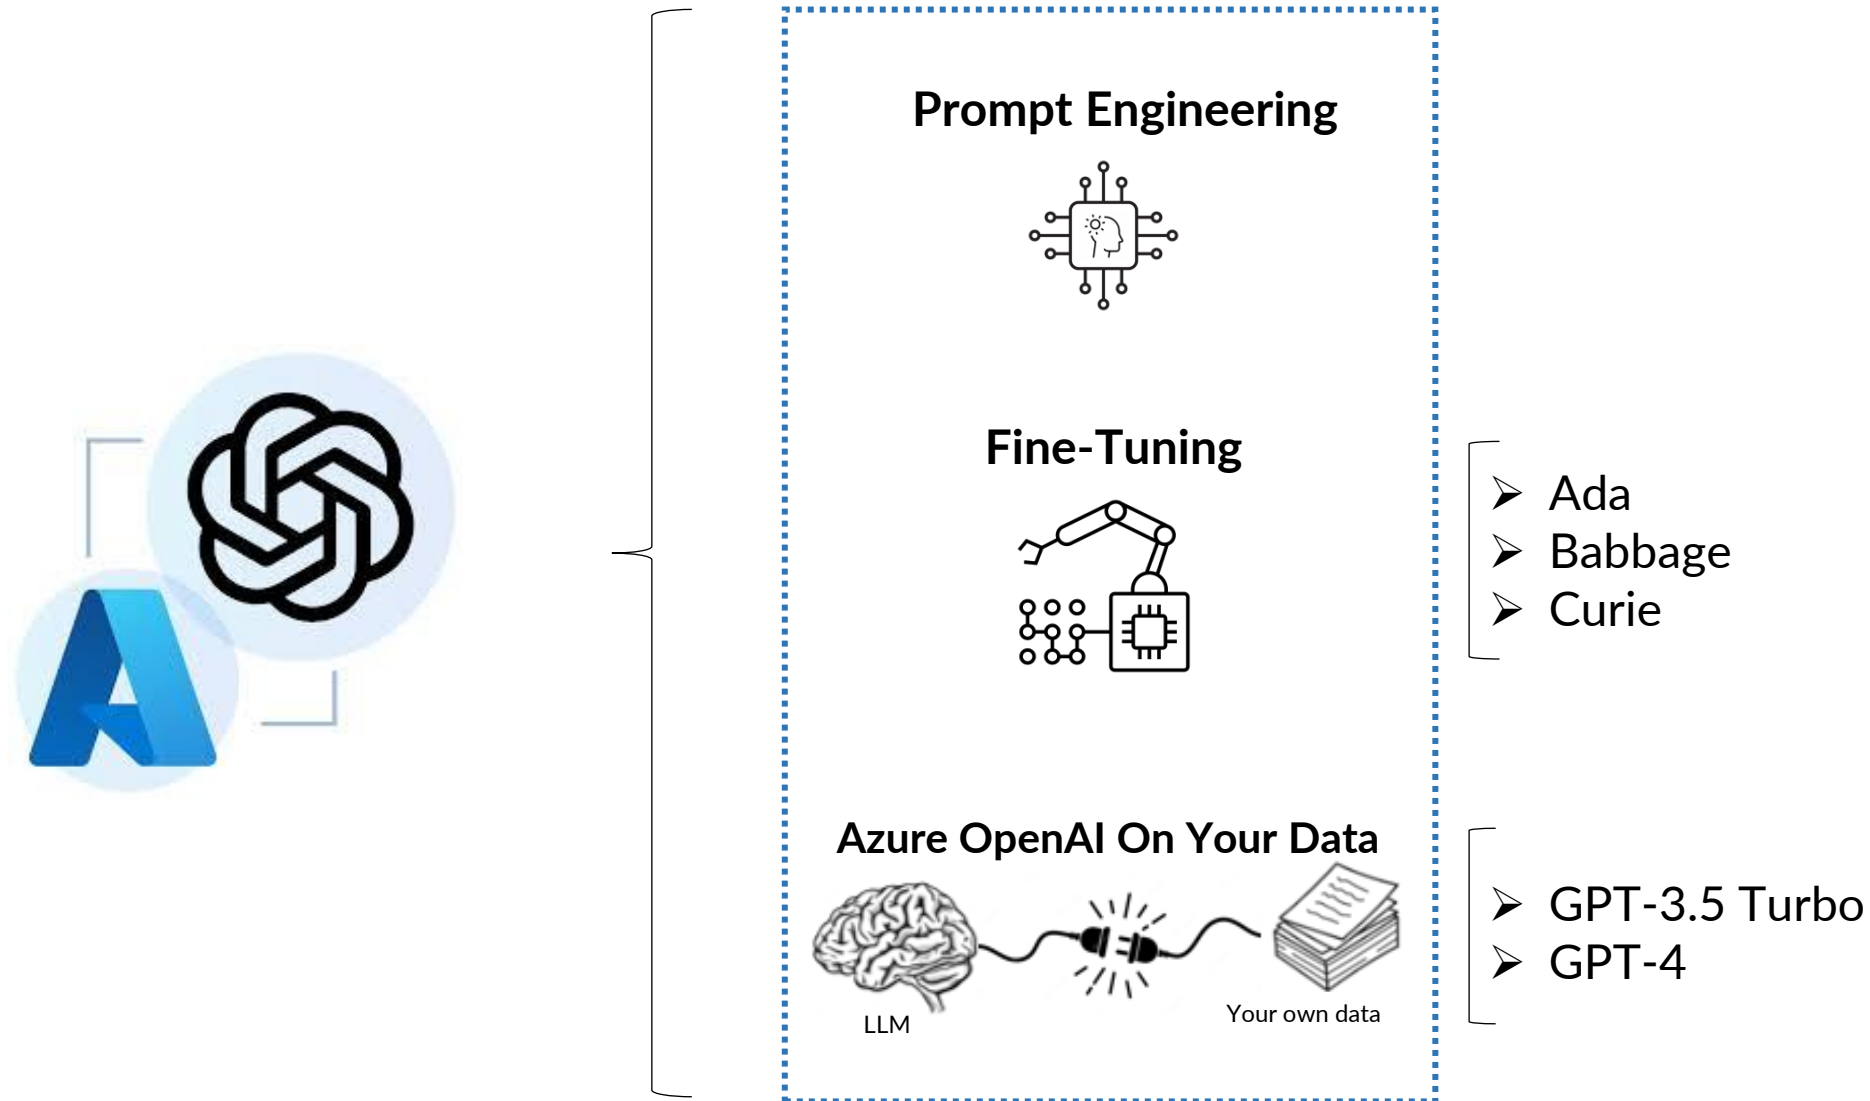 Prompt Engineering
Fine-Tuning
Ada
Babbage
Curie
Azure OpenAI On Your Data
LLM
Your own data
GPT-3.5 Turbo
GPT-4